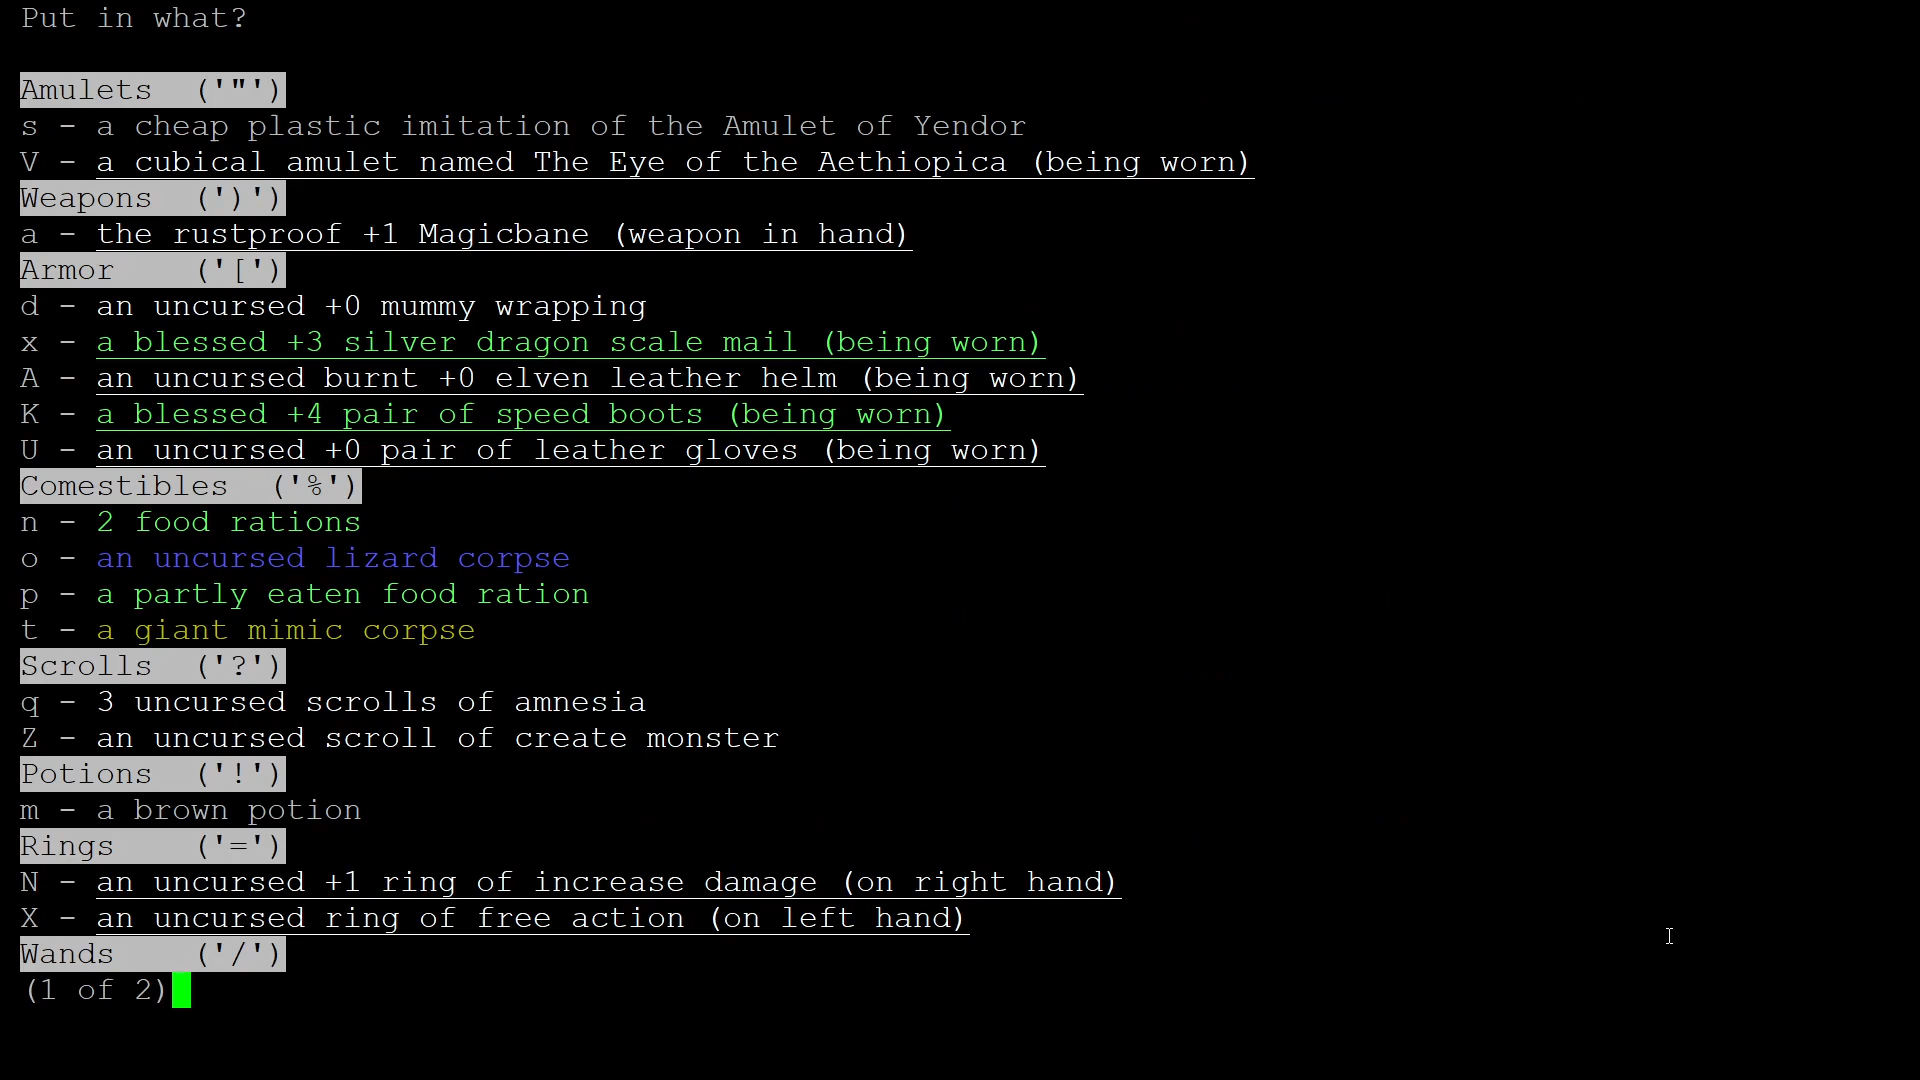 Put in what?
Amulets  ('"')
s - a cheap plastic imitation of the Amulet of Yendor
V - a cubical amulet named The Eye of the Aethiopica (being worn)
Weapons  (')')
a - the rustproof +1 Magicbane (weapon in hand)
Armor    ('[')
d - an uncursed +0 mummy wrapping
x - a blessed +3 silver dragon scale mail (being worn)
A - an uncursed burnt +0 elven leather helm (being worn)
K - a blessed +4 pair of speed boots (being worn)
U - an uncursed +0 pair of leather gloves (being worn)
Comestibles  ('%')
n - 2 food rations
o - an uncursed lizard corpse
p - a partly eaten food ration
t - a giant mimic corpse
Scrolls  ('?')
q - 3 uncursed scrolls of amnesia
Z - an uncursed scroll of create monster
Potions  ('!')
m - a brown potion
Rings    ('=')
N - an uncursed +1 ring of increase damage (on right hand)
X - an uncursed ring of free action (on left hand)
Wands    ('/')
(1 of 2)